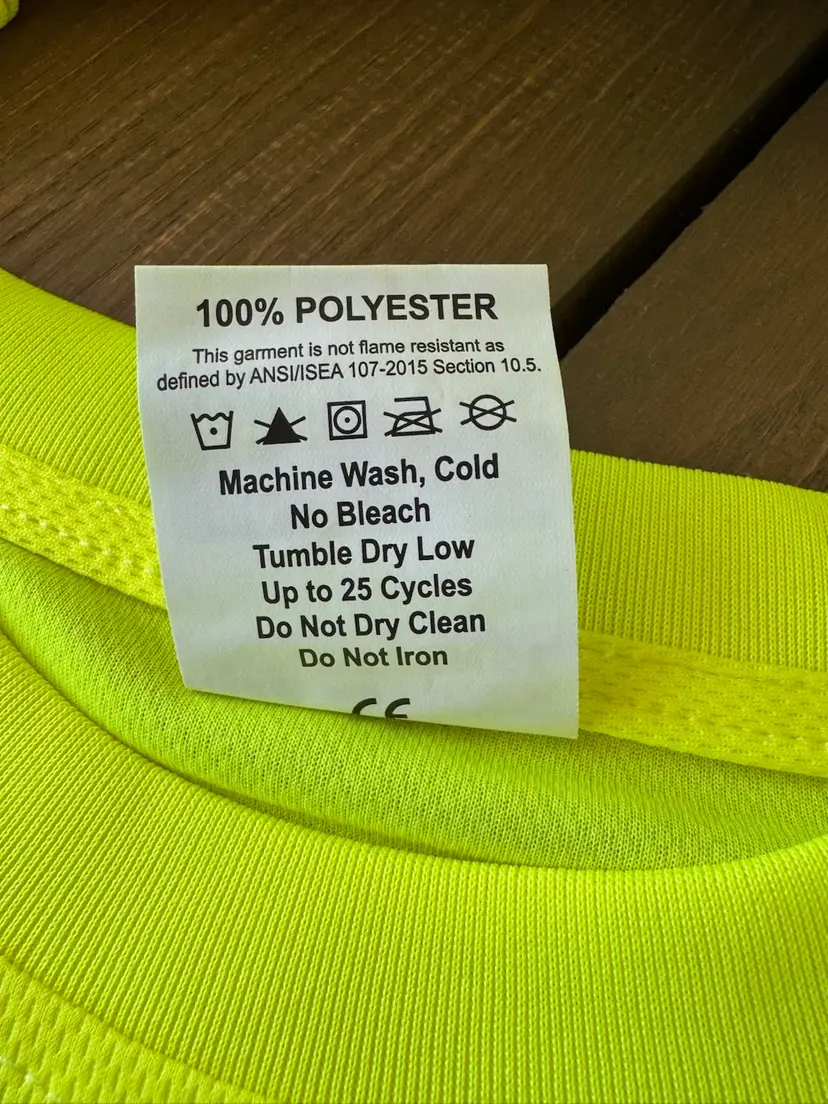 100% POLYESTER
This garment is not flame resistant as
defined by ANSI/ISEA 107-2015 Section 10.5.
Machine Wash, Cold
No Bleach
Tumble Dry Low
Up to 25 Cycles
Do Not Dry Clean
Do Not Iron
CE